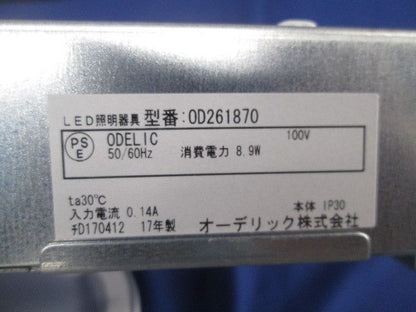 LED照明器具 型番:OD261870
PS E ODELIC 100V
50/60Hz 消費電力 8.9W
ta30℃ 本体 IP30
入力電流 0.14A
ﾁD170412 17年製 オーデリック株式会社